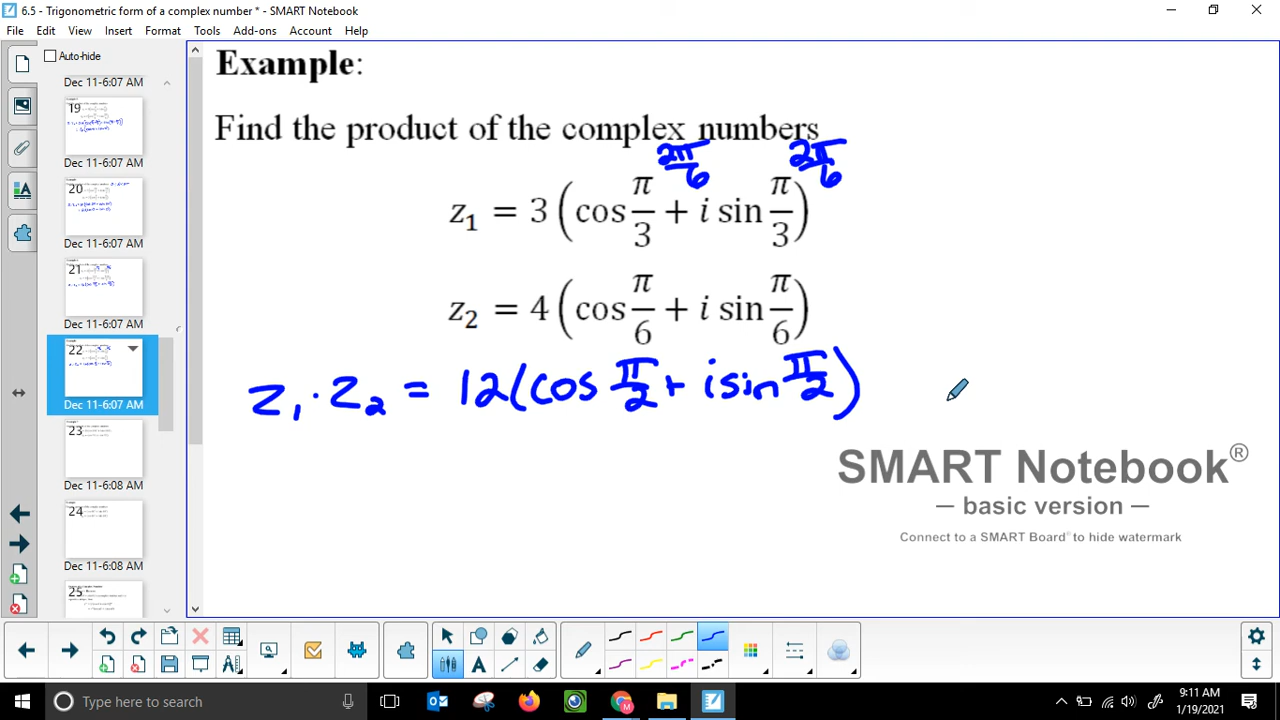 6.5 - Trigonometric form of a complex number * - SMART Notebook
File Edit View Insert Format Tools Add-ons Account Help
Auto-hide
Dec 11-6:07 AM
19
Dec 11-6:07 AM
20
Dec 11-6:07 AM
21
Dec 11-6:07 AM
22
Dec 11-6:07 AM
23
Dec 11-6:08 AM
24
Dec 11-6:08 AM
25
Example:
Find the product of the complex numbers
2π/6 2π/6
z₁ = 3 (cos π/3 + i sin π/3)
z₂ = 4 (cos π/6 + i sin π/6)
z₁ · z₂ = 12(cos π/2 + i sin π/2)
SMART Notebook®
— basic version —
Connect to a SMART Board® to hide watermark
Type here to search
9:11 AM
1/19/2021